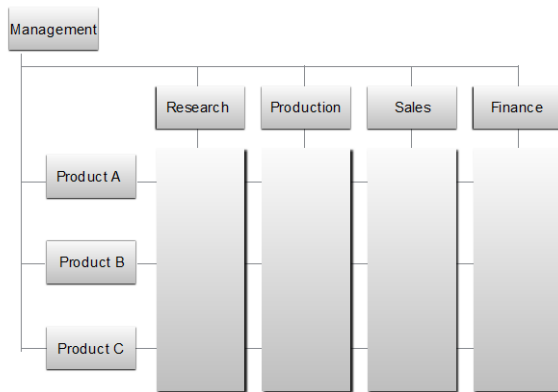 Management
Research
Production
Sales
Finance
Product A
Product B
Product C